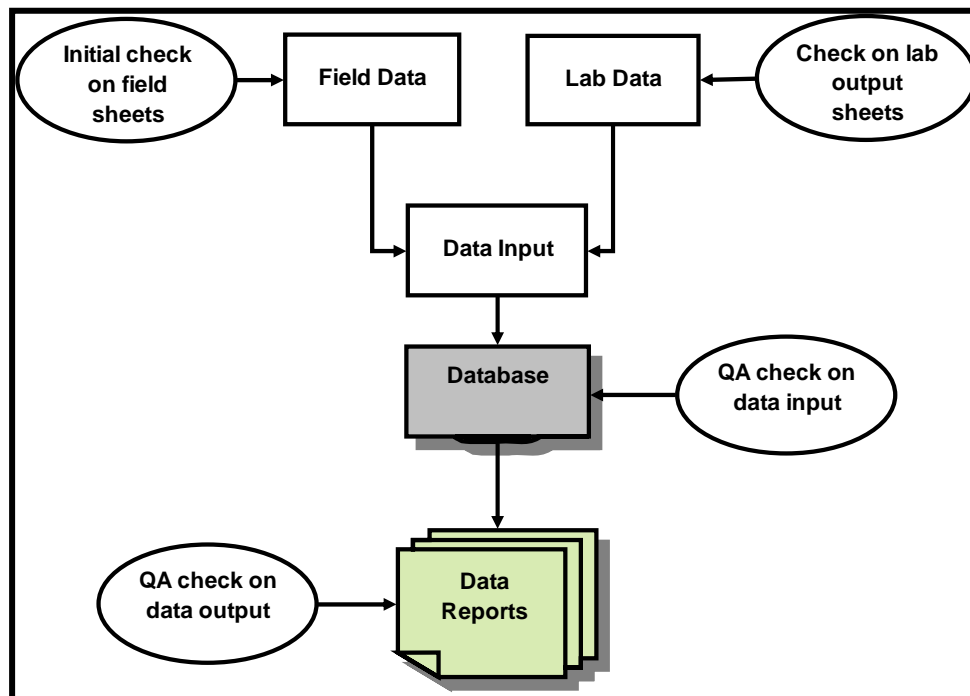 Initial check
on field
sheets
Field Data
Lab Data
Check on lab
output
sheets
Data Input
Database
QA check on
data input
QA check on
data output
Data
Reports